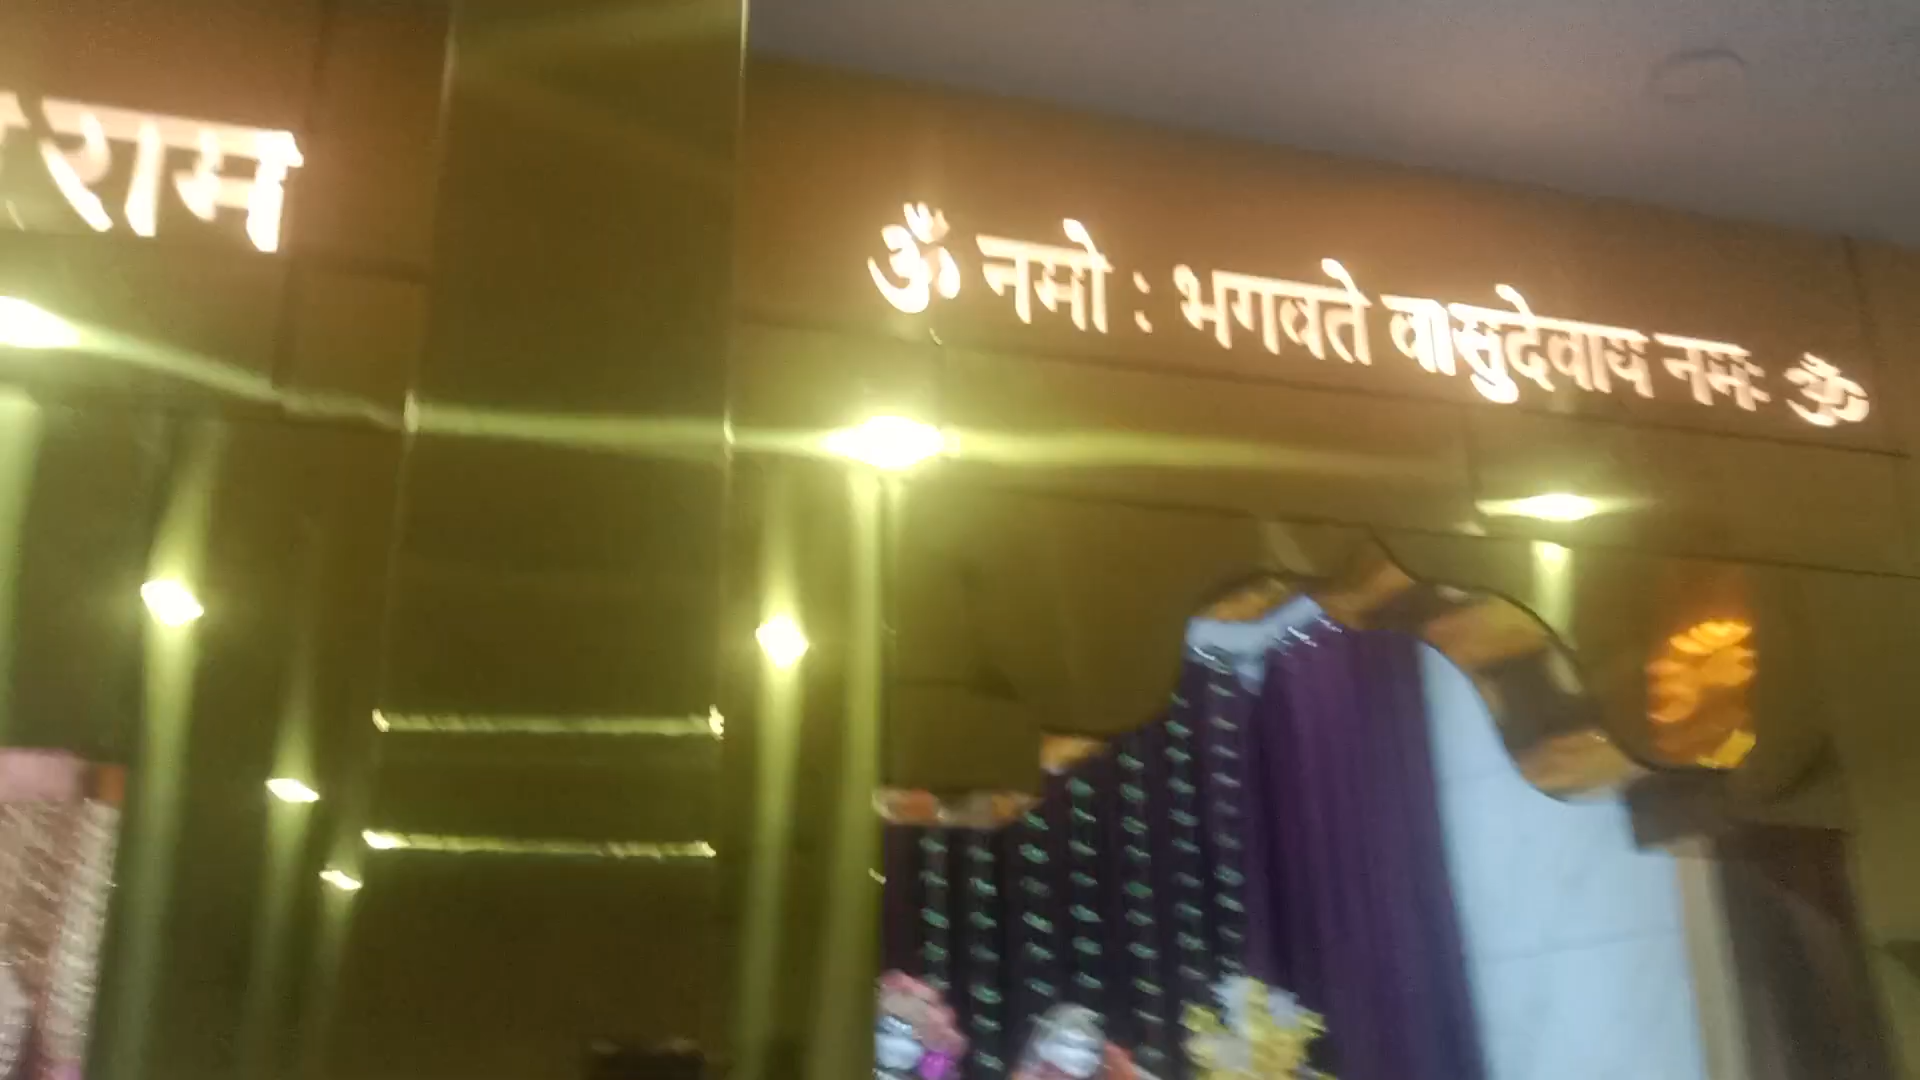 राम
ॐ नमो : भगवते वासुदेवाय नमः ॐ